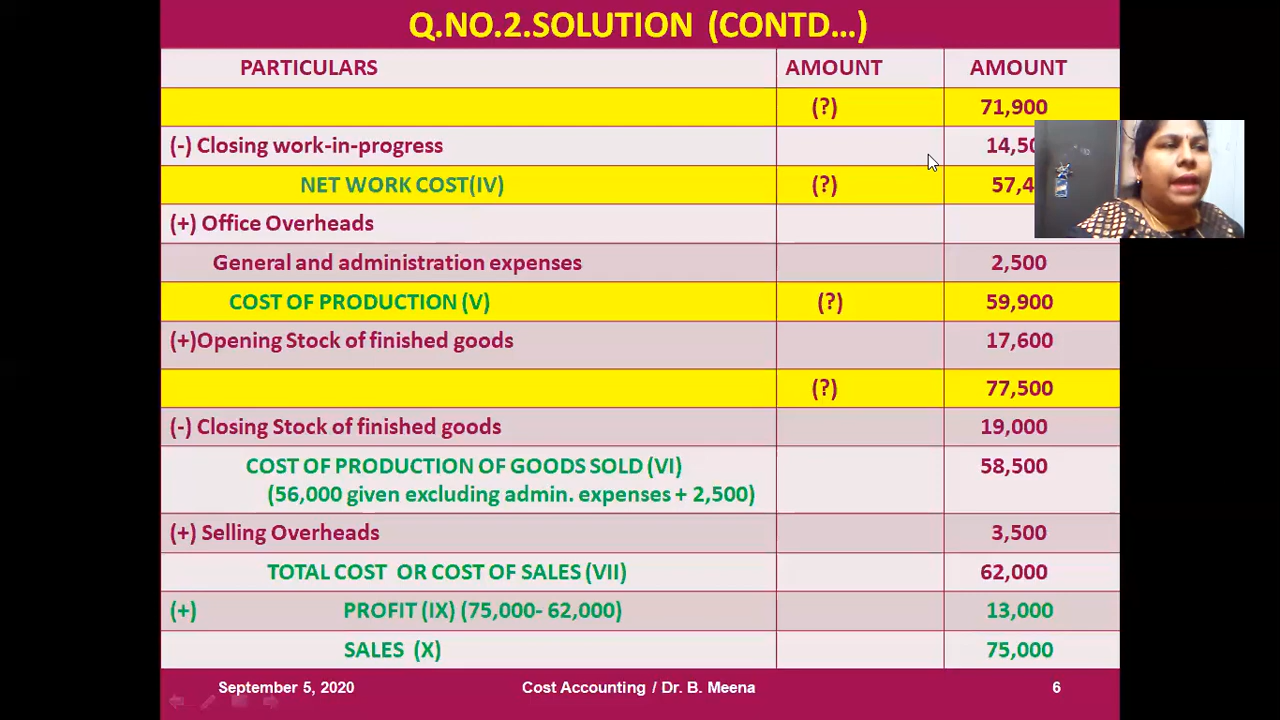 Q.NO.2.SOLUTION (CONTD...)
PARTICULARS AMOUNT AMOUNT
(?) 71,900
(-) Closing work-in-progress
NET WORK COST(IV) (?)
(+) Office Overheads
General and administration expenses 2,500
COST OF PRODUCTION (V) (?) 59,900
(+)Opening Stock of finished goods 17,600
(?) 77,500
(-) Closing Stock of finished goods 19,000
COST OF PRODUCTION OF GOODS SOLD (VI) 58,500
(56,000 given excluding admin. expenses + 2,500)
(+) Selling Overheads 3,500
TOTAL COST OR COST OF SALES (VII) 62,000
(+) PROFIT (IX) (75,000- 62,000) 13,000
SALES (X) 75,000
September 5, 2020 Cost Accounting / Dr. B. Meena 6